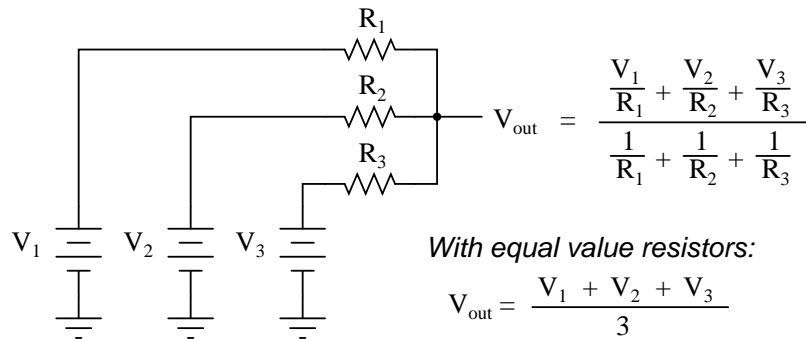 R1
R2
R3
Vout = V1/R1 + V2/R2 + V3/R3
1/R1 + 1/R2 + 1/R3
V1 V2 V3
With equal value resistors:
Vout = V1 + V2 + V3
3